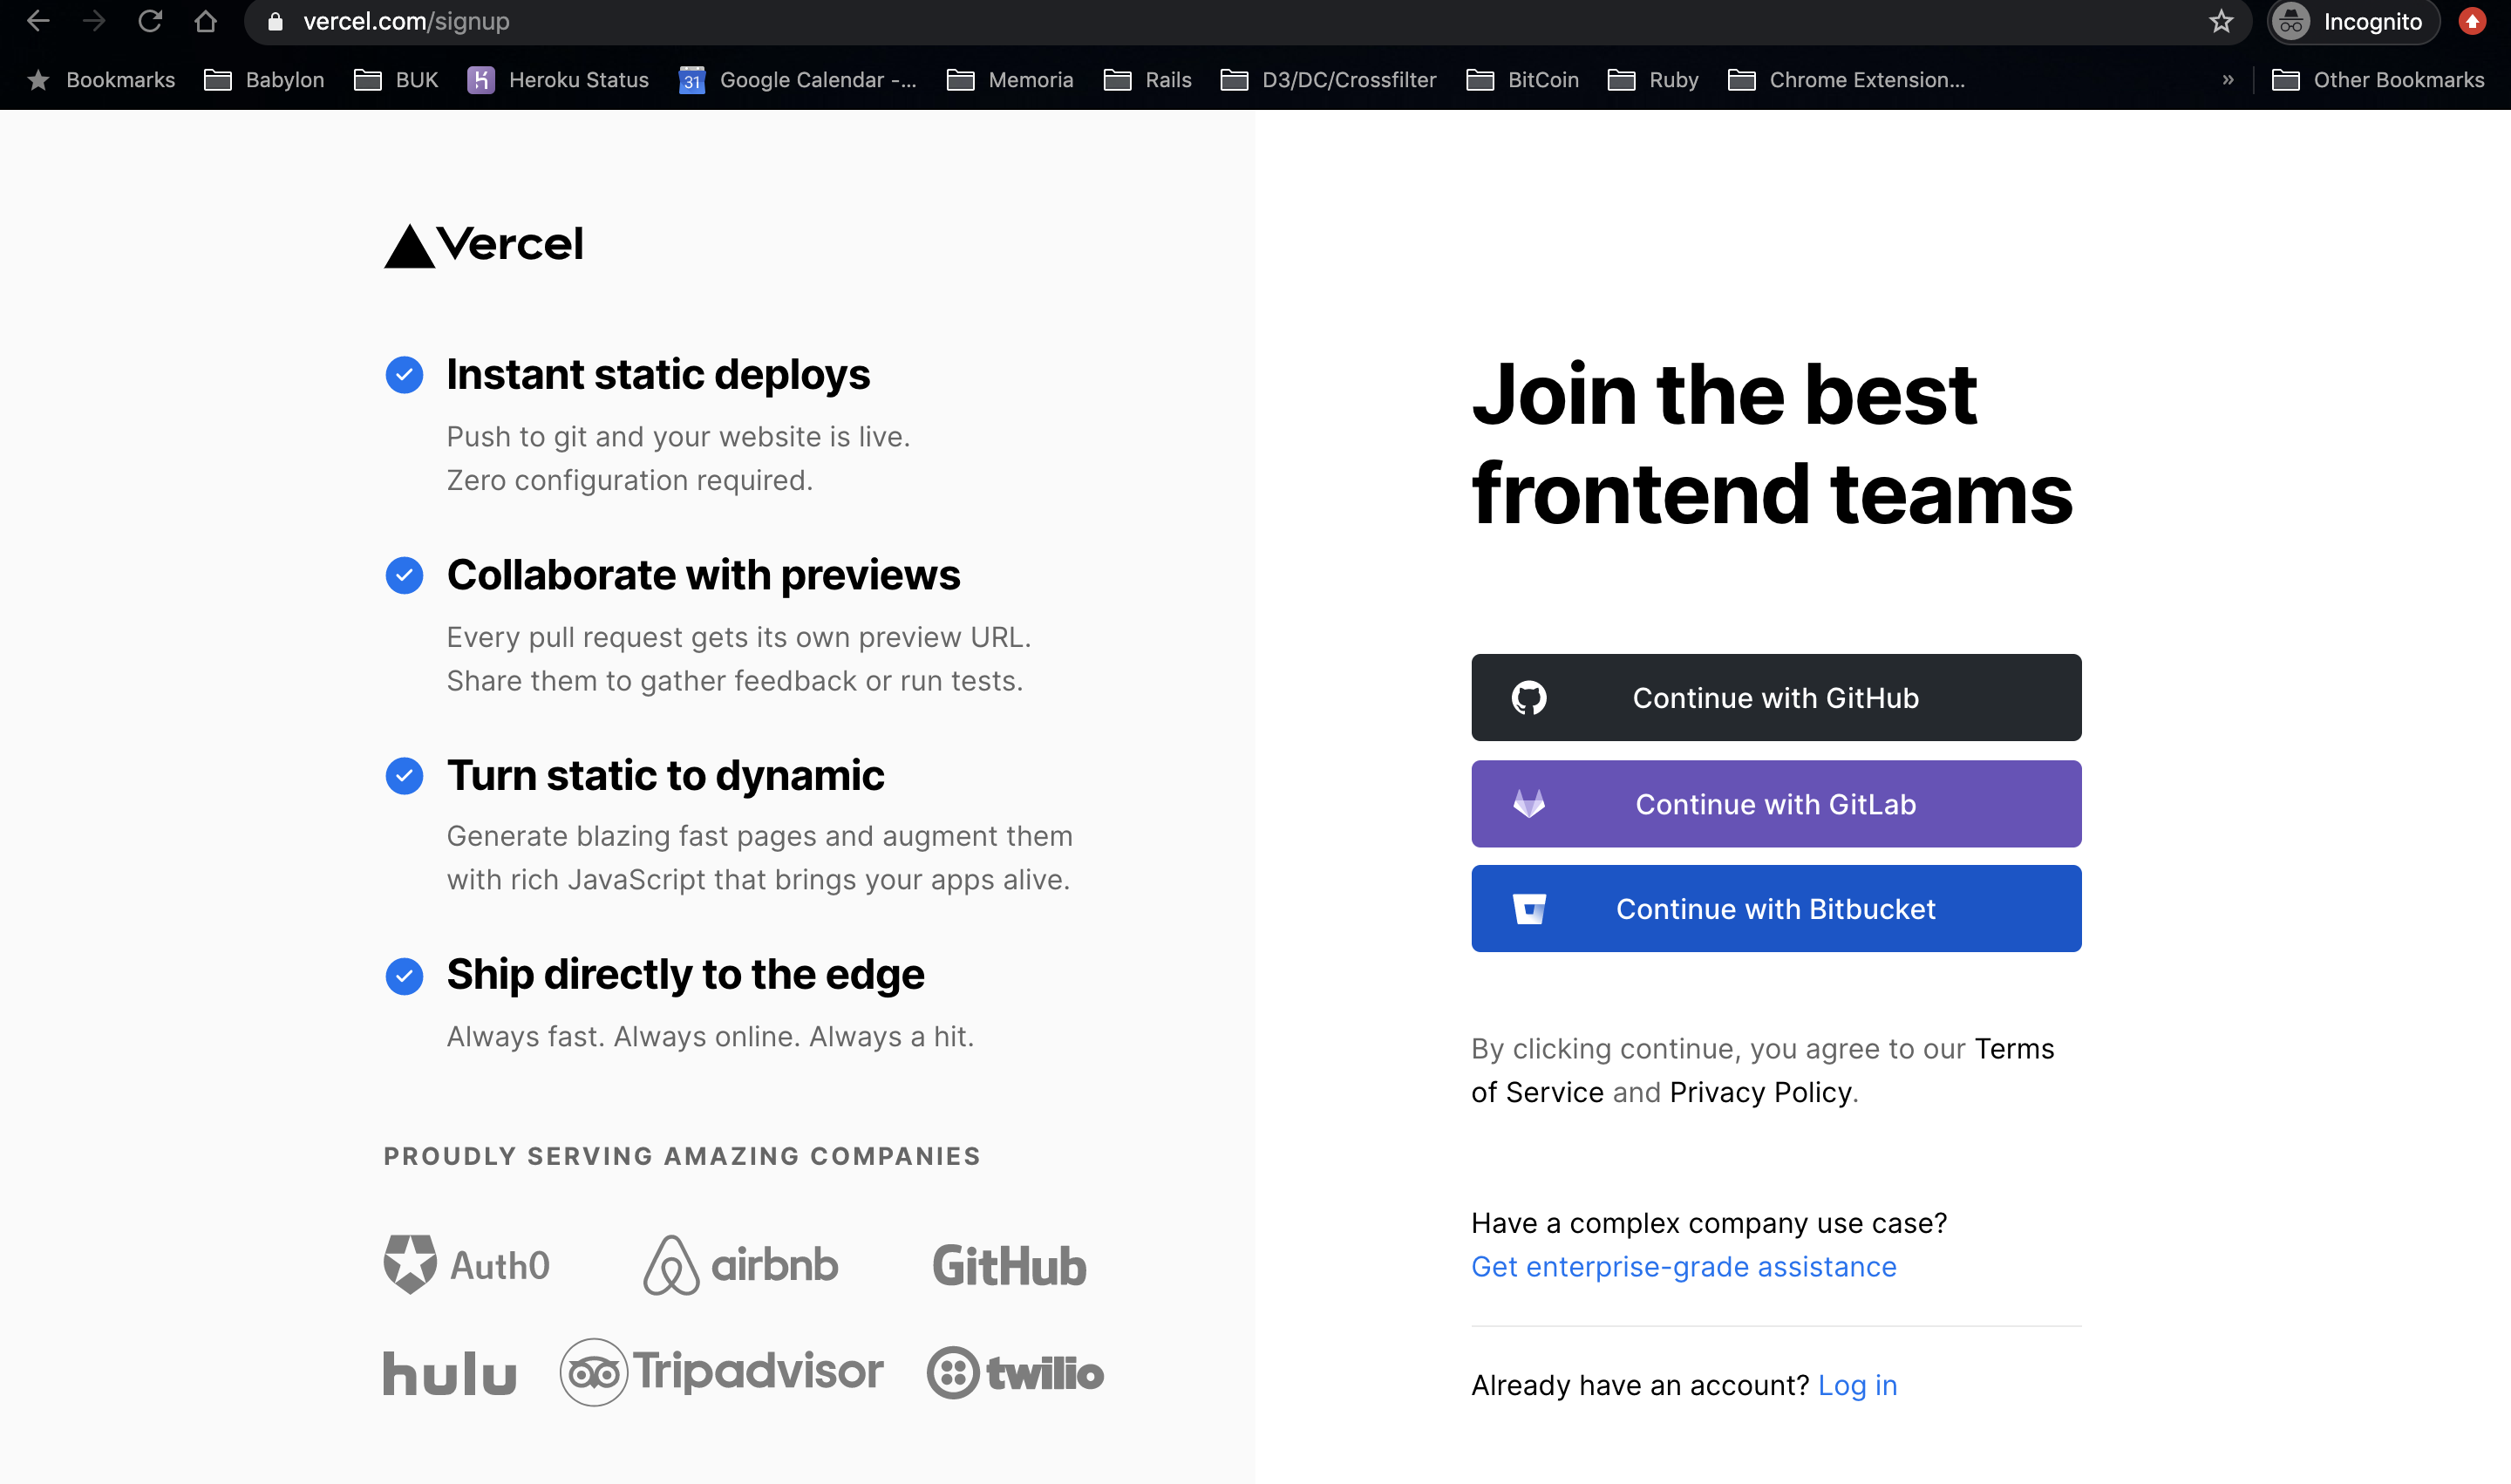 vercel.com/signup
Incognito
Bookmarks
Babylon
BUK
Heroku Status
31
Google Calendar -...
Memoria
Rails
D3/DC/Crossfilter
BitCoin
Ruby
Chrome Extension...
»
Other Bookmarks
Vercel
Instant static deploys
Push to git and your website is live.
Zero configuration required.
Collaborate with previews
Every pull request gets its own preview URL.
Share them to gather feedback or run tests.
Turn static to dynamic
Generate blazing fast pages and augment them
with rich JavaScript that brings your apps alive.
Ship directly to the edge
Always fast. Always online. Always a hit.
PROUDLY SERVING AMAZING COMPANIES
Auth0
airbnb
GitHub
hulu
Tripadvisor
twilio
Join the best
frontend teams
Continue with GitHub
Continue with GitLab
Continue with Bitbucket
By clicking continue, you agree to our Terms
of Service and Privacy Policy.
Have a complex company use case?
Get enterprise-grade assistance
Already have an account? Log in